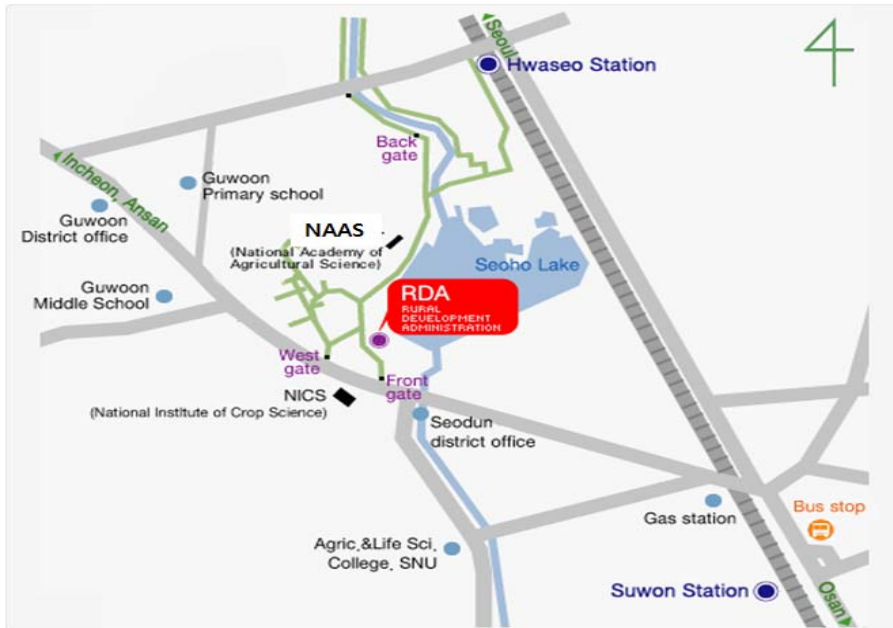 Seoul
Hwaseo Station
Back
gate
Incheon, Ansan
Guwoon
Primary school
Guwoon
District office
NAAS
(National Academy of
Agricultural Science)
Seoho Lake
Guwoon
Middle School
RDA
RURAL
DEVELOPMENT
ADMINISTRATION
West
gate
Front
gate
NICS
(National Institute of Crop Science)
Seodun
district office
Gas station
Bus stop
Agric,&Life Sci,
College, SNU
Suwon Station
Osan